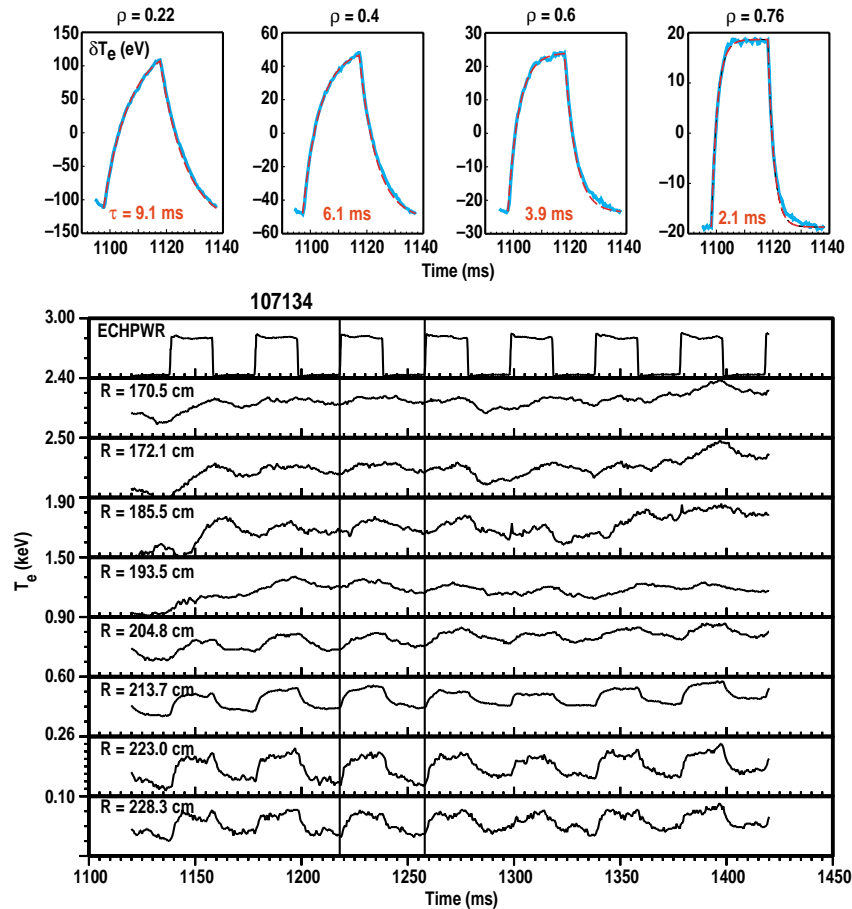 ρ = 0.22 ρ = 0.4 ρ = 0.6 ρ = 0.76
150 60 30 20
δTe (eV)
100 40 20
50 20 10 10
0 0 0 0
−50 −20 −10 −10
−100 −40 −20
τ = 9.1 ms 6.1 ms 3.9 ms 2.1 ms
−150 −60 −30 −20
1100 1120 1140 1100 1120 1140 1100 1120 1140 1100 1120 1140
Time (ms)
107134
3.00
ECHPWR
2.40
R = 170.5 cm
2.50
R = 172.1 cm
1.90
R = 185.5 cm
1.50
R = 193.5 cm
Te (keV)
0.90
R = 204.8 cm
0.60
R = 213.7 cm
0.26
R = 223.0 cm
0.10
R = 228.3 cm
1100 1150 1200 1250 1300 1350 1400 1450
Time (ms)